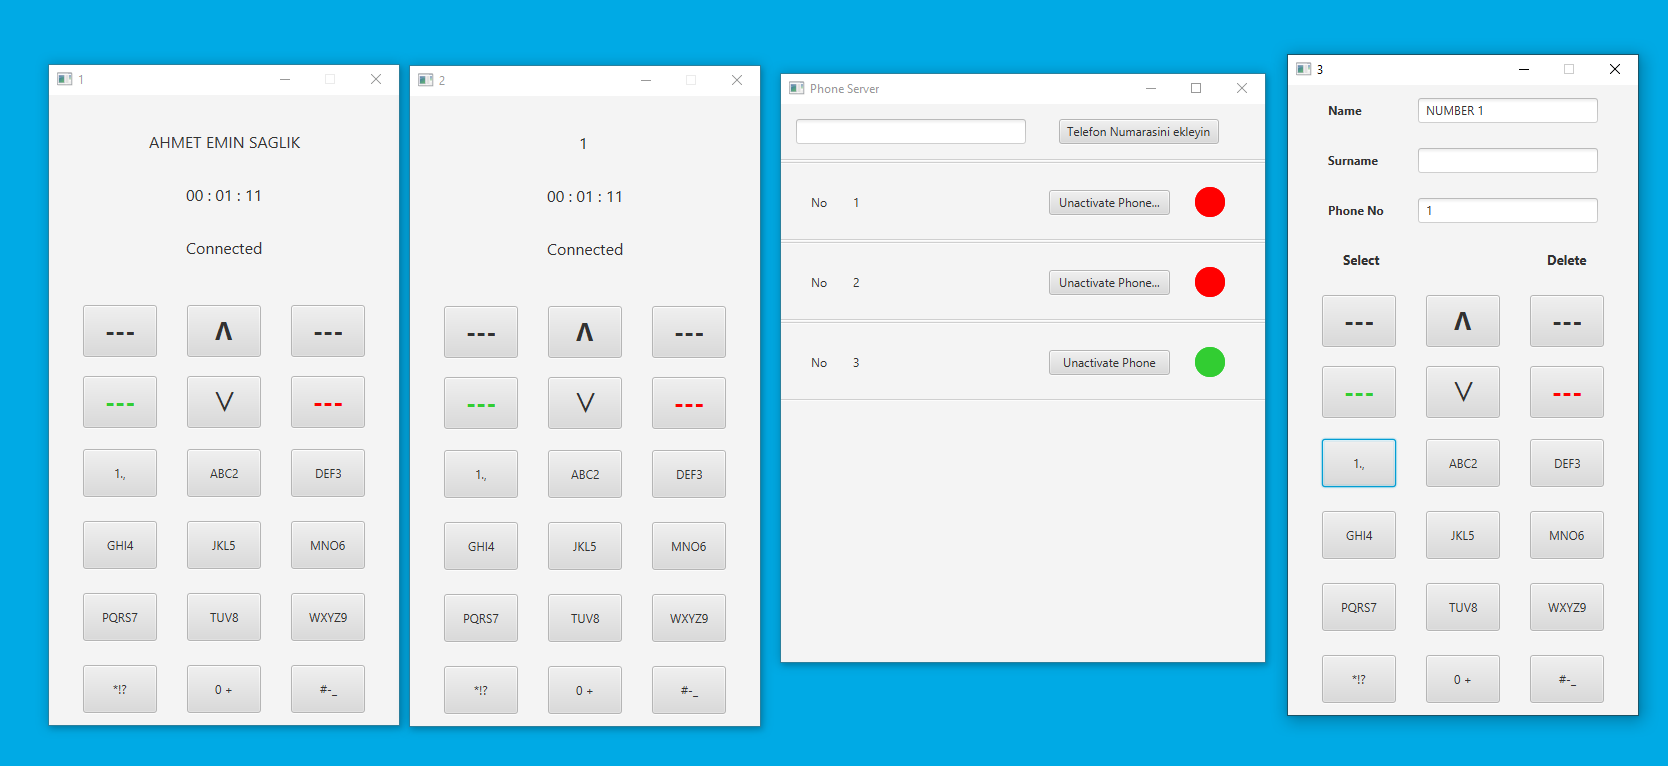 1
AHMET EMIN SAGLIK
00 : 01 : 11
Connected
--- Λ ---
--- V ---
1., ABC2 DEF3
GHI4 JKL5 MNO6
PQRS7 TUV8 WXYZ9
*!? 0 + #-_
2
1
00 : 01 : 11
Connected
--- Λ ---
--- V ---
1., ABC2 DEF3
GHI4 JKL5 MNO6
PQRS7 TUV8 WXYZ9
*!? 0 + #-_
Phone Server
Telefon Numarasini ekleyin
No 1 Unactivate Phone...
No 2 Unactivate Phone...
No 3 Unactivate Phone
3
Name NUMBER 1
Surname
Phone No 1
Select Delete
--- Λ ---
--- V ---
1., ABC2 DEF3
GHI4 JKL5 MNO6
PQRS7 TUV8 WXYZ9
*!? 0 + #-_